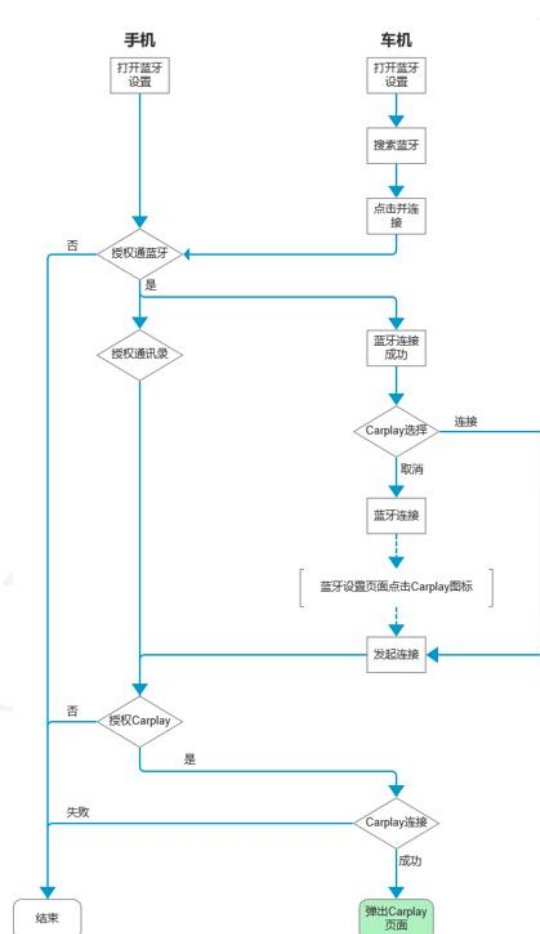 手机
车机
打开蓝牙
设置
打开蓝牙
设置
搜索蓝牙
点击并连
接
否
授权通蓝牙
是
蓝牙连接
成功
授权通讯录
Carplay选择
连接
取消
蓝牙连接
蓝牙设置页面点击Carplay图标
发起连接
否
授权Carplay
是
失败
Carplay连接
成功
结束
弹出Carplay
页面